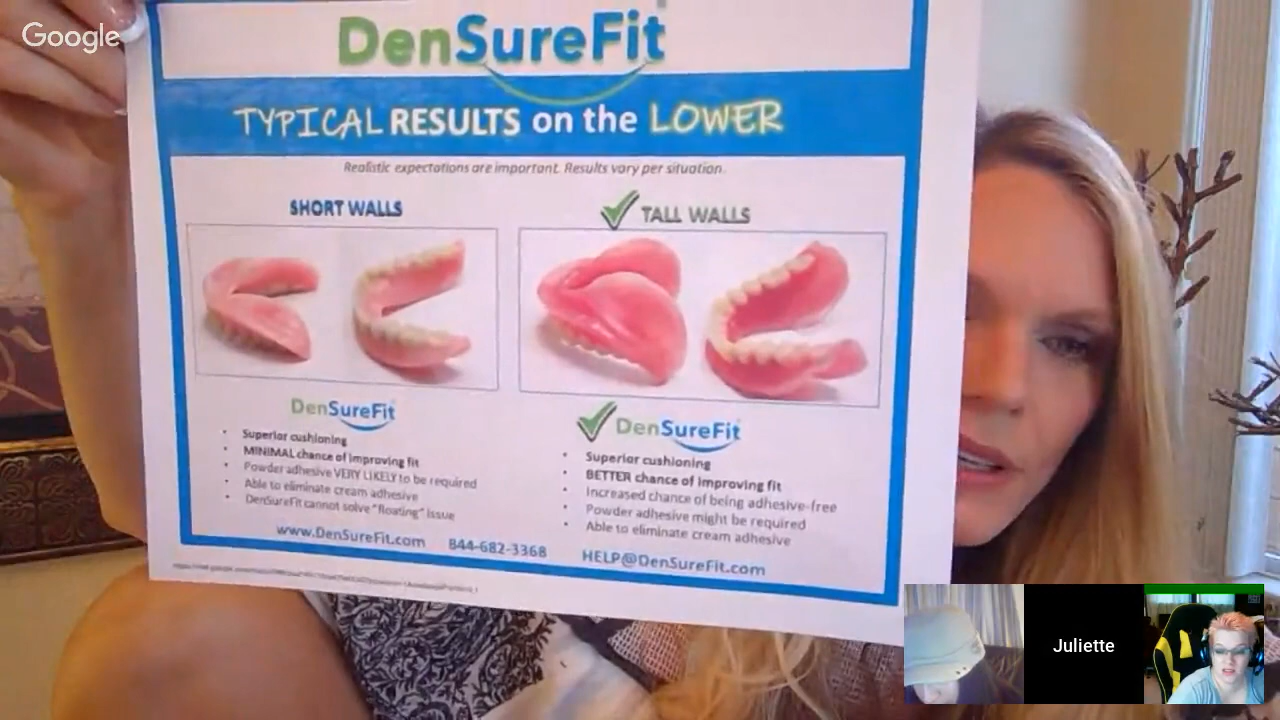 Google
DenSureFit
TYPICAL RESULTS on the LOWER
Realistic expectations are important. Results vary per situation.
SHORT WALLS
TALL WALLS
DenSureFit
• Superior cushioning
• MINIMAL chance of improving fit
• Powder adhesive VERY LIKELY to be required
• Able to eliminate cream adhesive
• DenSureFit cannot solve "floating" issue
DenSureFit
• Superior cushioning
• BETTER chance of improving fit
• Increased chance of being adhesive-free
• Powder adhesive might be required
• Able to eliminate cream adhesive
www.DenSureFit.com 844-682-3368 HELP@DenSureFit.com
Juliette